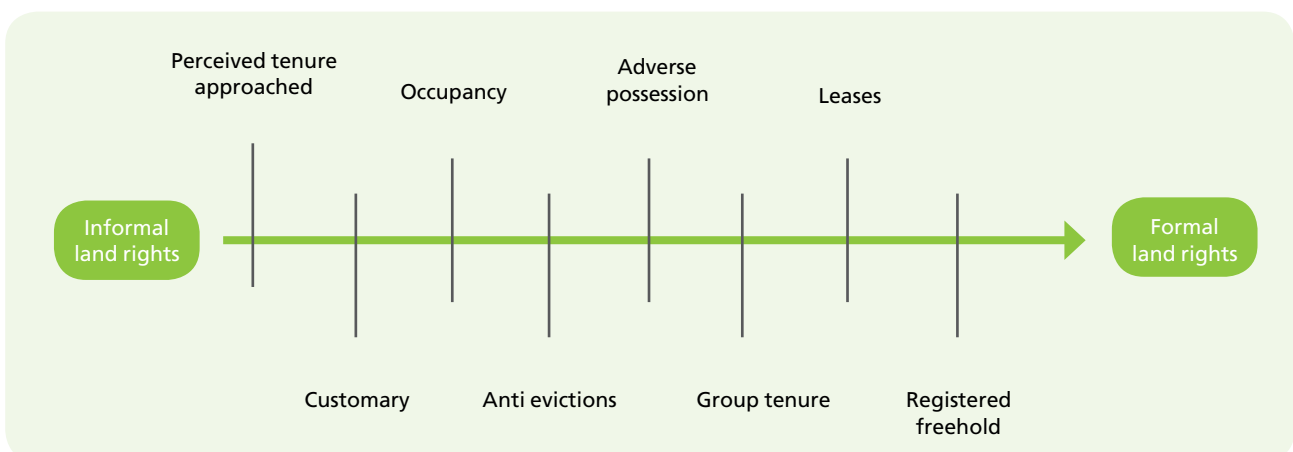 Perceived tenure
approached
Occupancy
Adverse
possession
Leases
Informal
land rights
Formal
land rights
Customary
Anti evictions
Group tenure
Registered
freehold